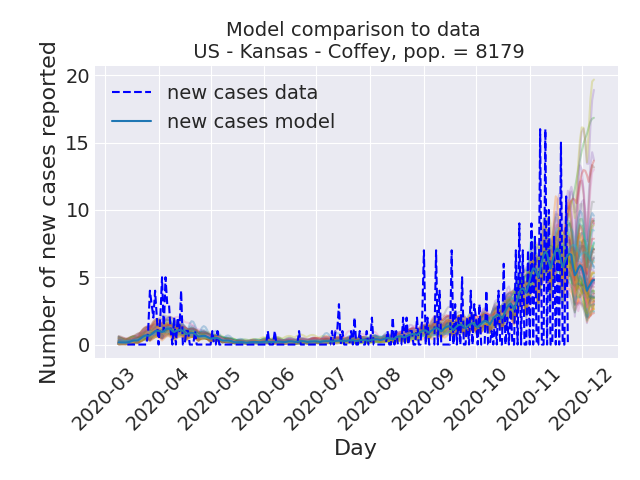 Model comparison to data
US - Kansas - Coffey, pop. = 8179
Number of new cases reported
20
15
10
5
0
new cases data
new cases model
2020-03
2020-04
2020-05
2020-06
2020-07
2020-08
2020-09
2020-10
2020-11
2020-12
Day